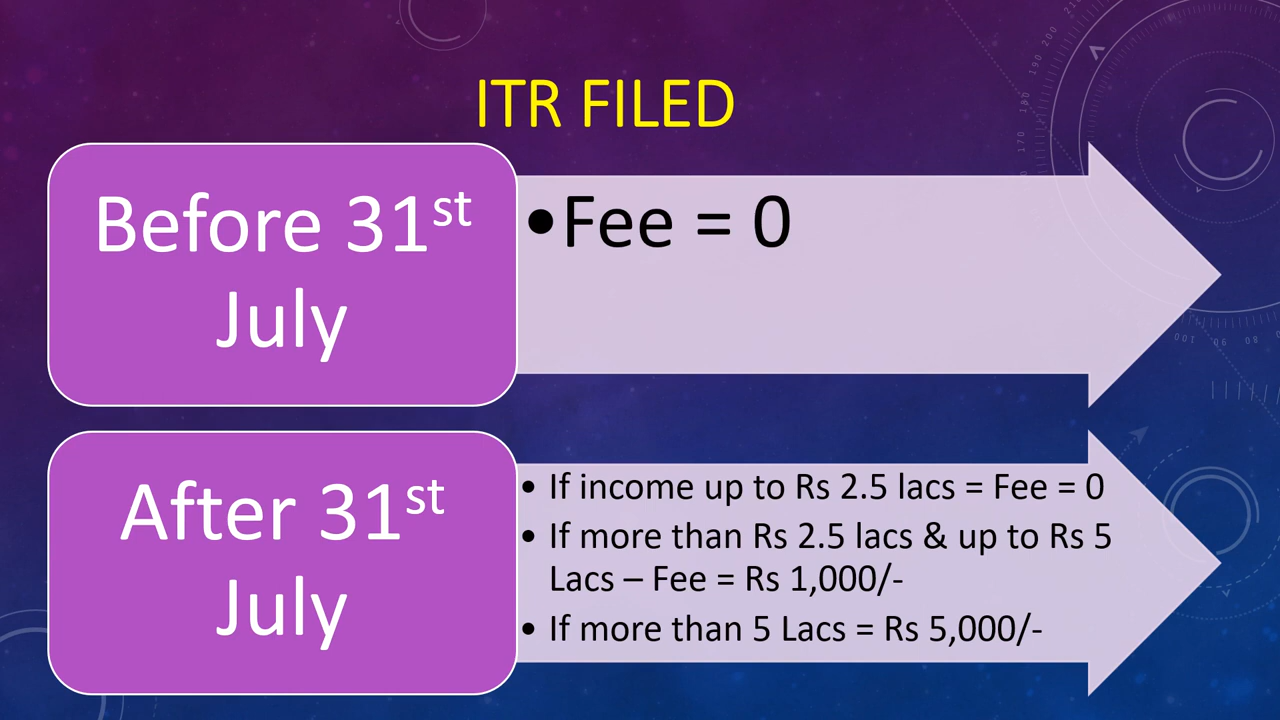 ITR FILED
Before 31st
July
•Fee = 0
After 31st
July
• If income up to Rs 2.5 lacs = Fee = 0
• If more than Rs 2.5 lacs & up to Rs 5
Lacs – Fee = Rs 1,000/-
• If more than 5 Lacs = Rs 5,000/-